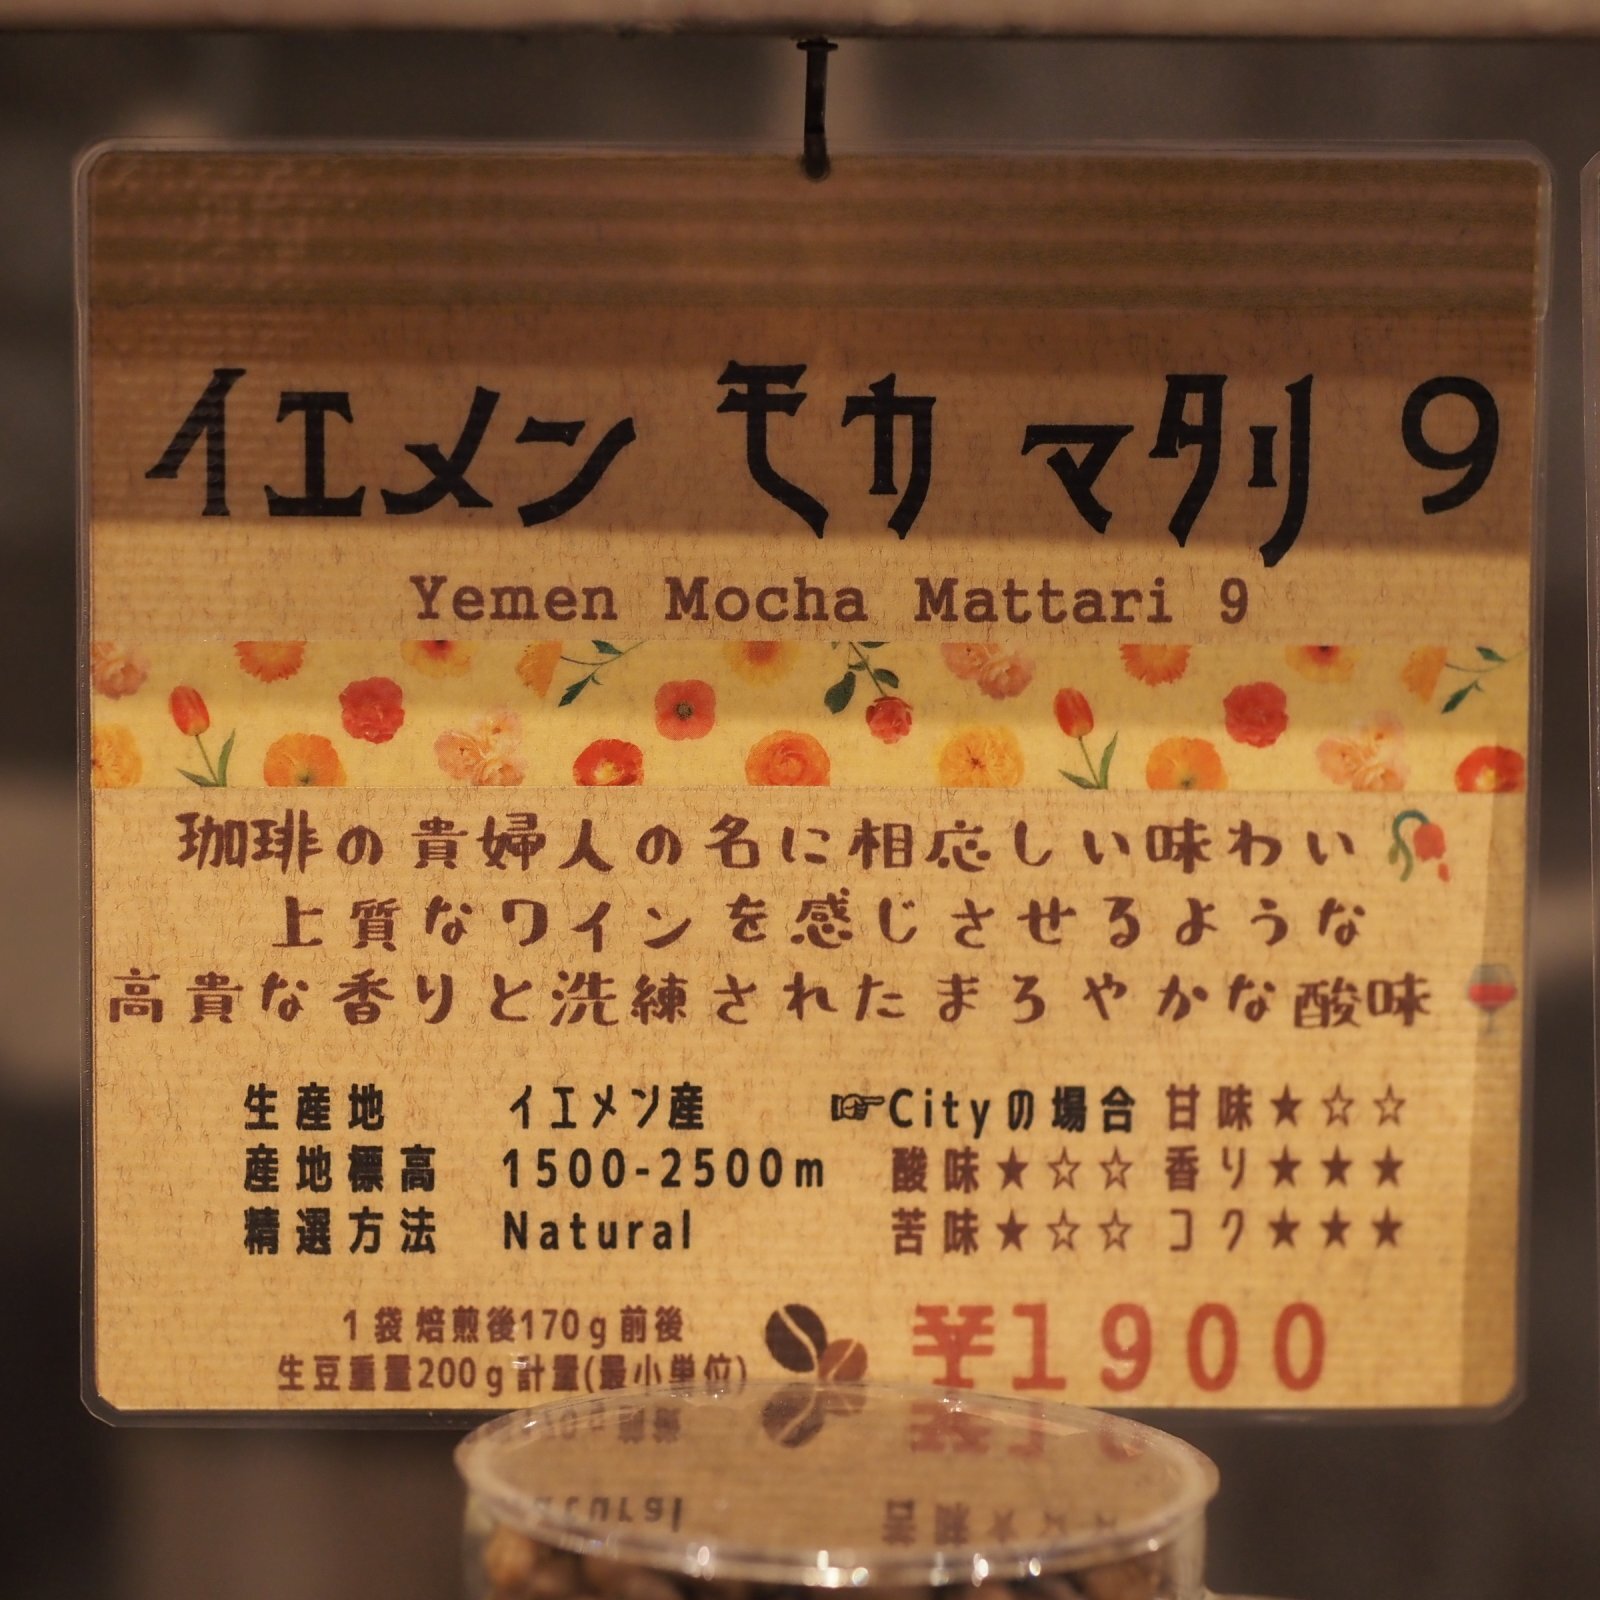 イエメン モカ マタリ 9
Yemen Mocha Mattari 9
珈琲の貴婦人の名に相応しい味わい
上質なワインを感じさせるような
高貴な香りと洗練されたまろやかな酸味
生産地 イエメン産 ☞Cityの場合 甘味★☆☆
産地標高 1500-2500m 酸味★☆☆ 香り★★★
精選方法 Natural 苦味★☆☆ コク★★★
1袋焙煎後170g前後
生豆重量200g計量(最小単位)
¥1900